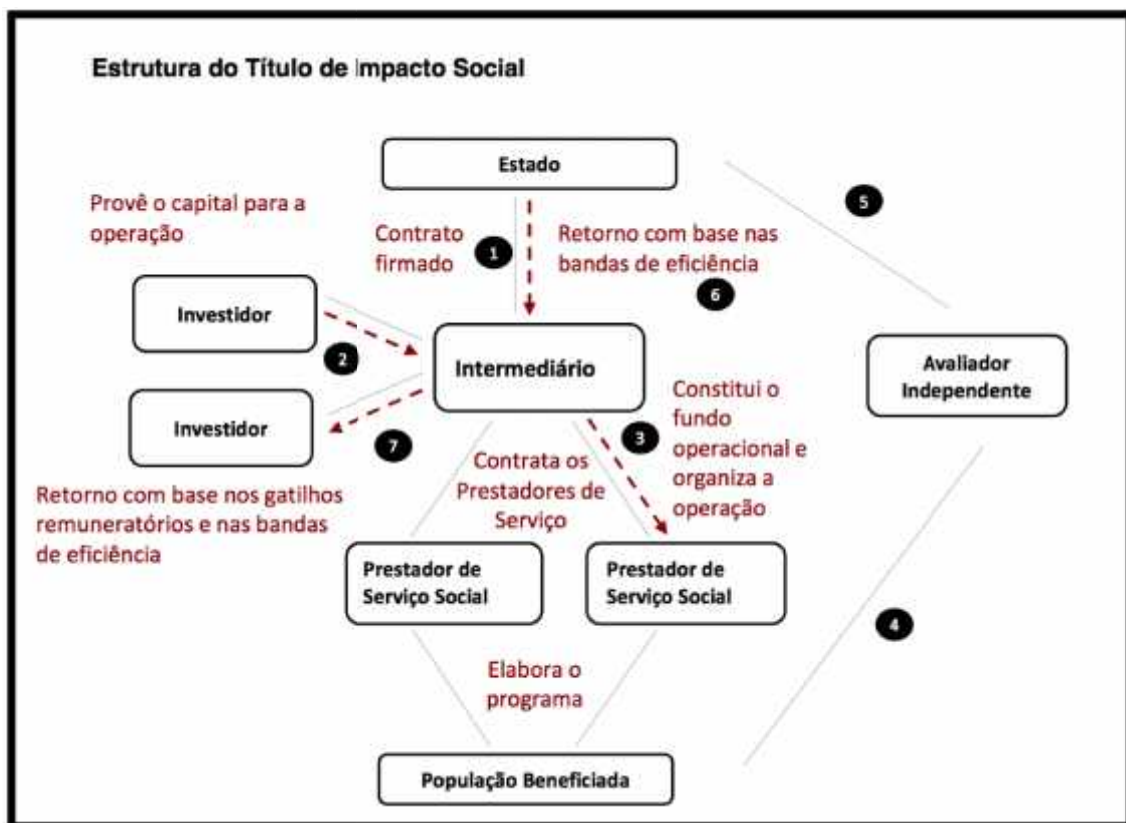 Estrutura do Título de Impacto Social
Estado
5
Provê o capital para a
operação
Contrato
firmado
1
Retorno com base nas
bandas de eficiência
6
Investidor
2
Intermediário
Avaliador
Independente
Investidor
7
3
Constitui o
fundo
operacional e
organiza a
operação
Contrata os
Prestadores de
Serviço
Retorno com base nos gatilhos
remuneratórios e nas bandas
de eficiência
Prestador de
Serviço Social
Prestador de
Serviço Social
4
Elabora o
programa
População Beneficiada